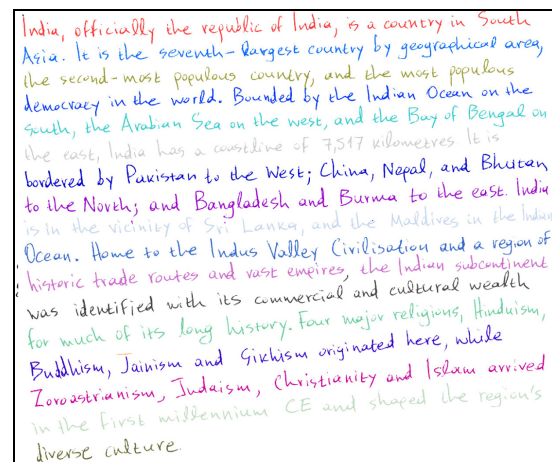 India, officially the republic of India, is a country in South
Asia. It is the seventh-largest country by geographical area,
the second-most populous country, and the most populous
democracy in the world. Bounded by the Indian Ocean on the
south, the Arabian Sea on the west, and the Bay of Bengal on
the east, India has a coastline of 7,517 kilometres It is
bordered by Pakistan to the West; China, Nepal, and Bhutan
to the North; and Bangladesh and Burma to the east. India
is in the vicinity of Sri Lanka, and the Maldives in the Indian
Ocean. Home to the Indus Valley Civilisation and a region of
historic trade routes and vast empires, the Indian subcontinent
was identified with its commercial and cultural wealth
for much of its long history. Four major religions, Hinduism,
Buddhism, Jainism and Sikhism originated here, while
Zoroastrianism, Judaism, Christianity and Islam arrived
in the first millennium CE and shaped the region's
diverse culture.